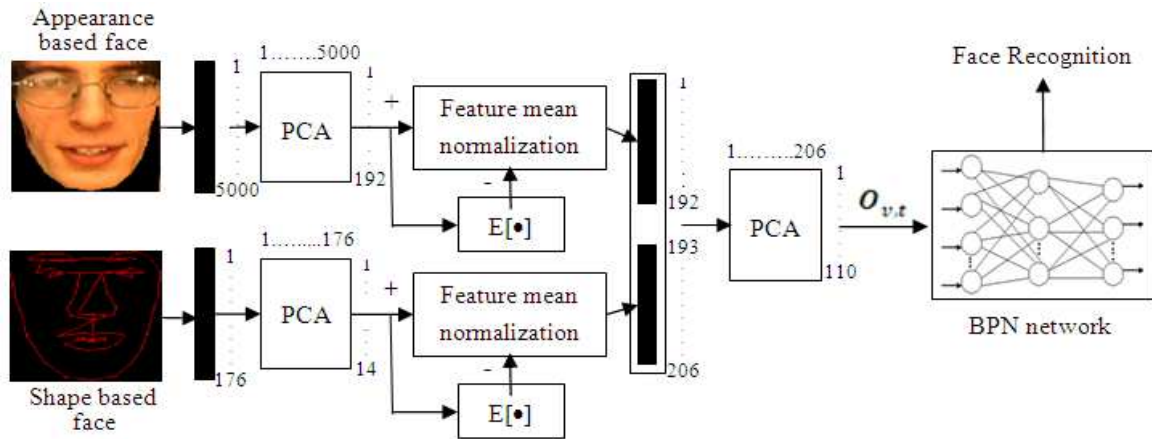 Appearance
based face
1
5000
1........5000
PCA
1
192
+
Feature mean
normalization
-
E[•]
1
192
193
206
1.........206
PCA
1
110
O v,t
Face Recognition
BPN network
1
176
1.........176
PCA
1
14
+
Feature mean
normalization
-
E[•]
Shape based
face